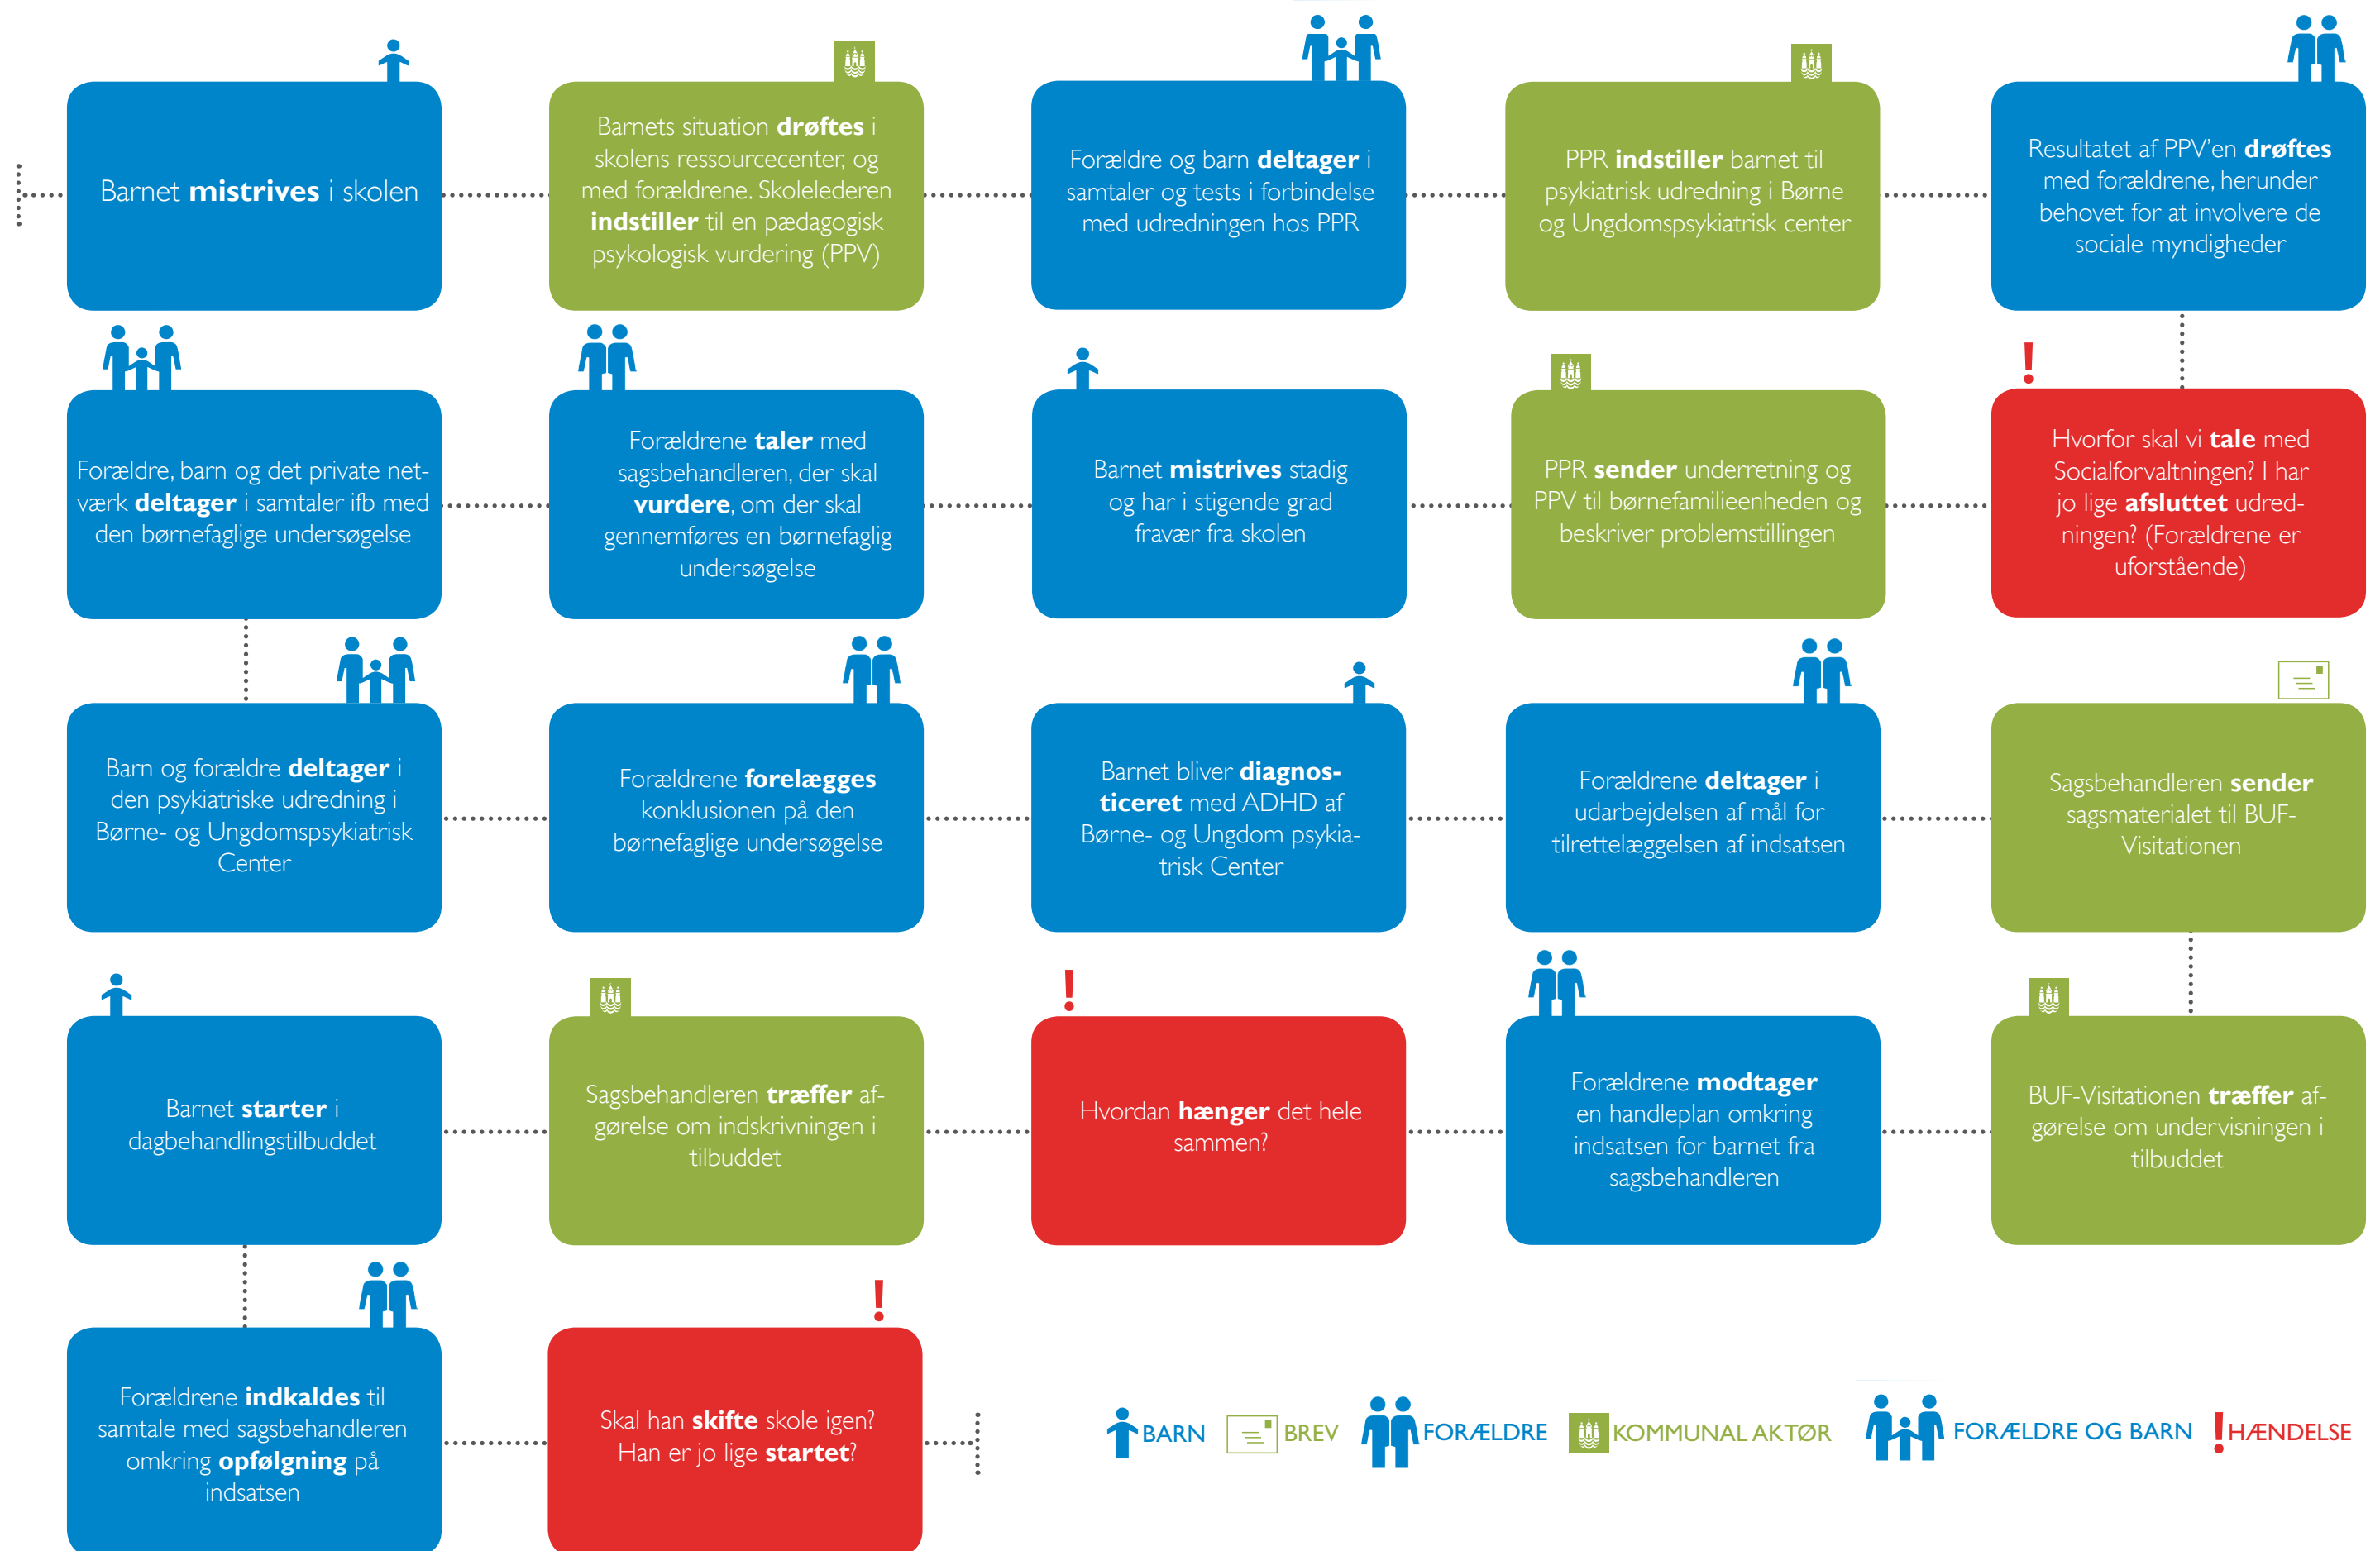 Barnet mistrives i skolen
Barnets situation drøftes i
skolens ressourcecenter, og
med forældrene. Skolelederen
indstiller til en pædagogisk
psykologisk vurdering (PPV)
Forældre og barn deltager i
samtaler og tests i forbindelse
med udredningen hos PPR
PPR indstiller barnet til
psykiatrisk udredning i Børne
og Ungdomspsykiatrisk center
Resultatet af PPV'en drøftes
med forældrene, herunder
behovet for at involvere de
sociale myndigheder
!
Hvorfor skal vi tale med
Socialforvaltningen? I har
jo lige afsluttet udred-
ningen? (Forældrene er
uforstående)
PPR sender underretning og
PPV til børnefamilieenheden og
beskriver problemstillingen
Barnet mistrives stadig
og har i stigende grad
fravær fra skolen
Forældrene taler med
sagsbehandleren, der skal
vurdere, om der skal
gennemføres en børnefaglig
undersøgelse
Forældre, barn og det private net-
værk deltager i samtaler ifb med
den børnefaglige undersøgelse
Barn og forældre deltager i
den psykiatriske udredning i
Børne- og Ungdomspsykiatrisk
Center
Forældrene forelægges
konklusionen på den
børnefaglige undersøgelse
Barnet bliver diagnos-
ticeret med ADHD af
Børne- og Ungdom psykia-
trisk Center
Forældrene deltager i
udarbejdelsen af mål for
tilrettelæggelsen af indsatsen
Sagsbehandleren sender
sagsmaterialet til BUF-
Visitationen
BUF-Visitationen træffer af-
gørelse om undervisningen i
tilbuddet
Forældrene modtager
en handleplan omkring
indsatsen for barnet fra
sagsbehandleren
!
Hvordan hænger det hele
sammen?
Sagsbehandleren træffer af-
gørelse om indskrivningen i
tilbuddet
Barnet starter i
dagbehandlingstilbuddet
Forældrene indkaldes til
samtale med sagsbehandleren
omkring opfølgning på
indsatsen
!
Skal han skifte skole igen?
Han er jo lige startet?
BARN BREV FORÆLDRE KOMMUNAL AKTØR FORÆLDRE OG BARN ! HÆNDELSE